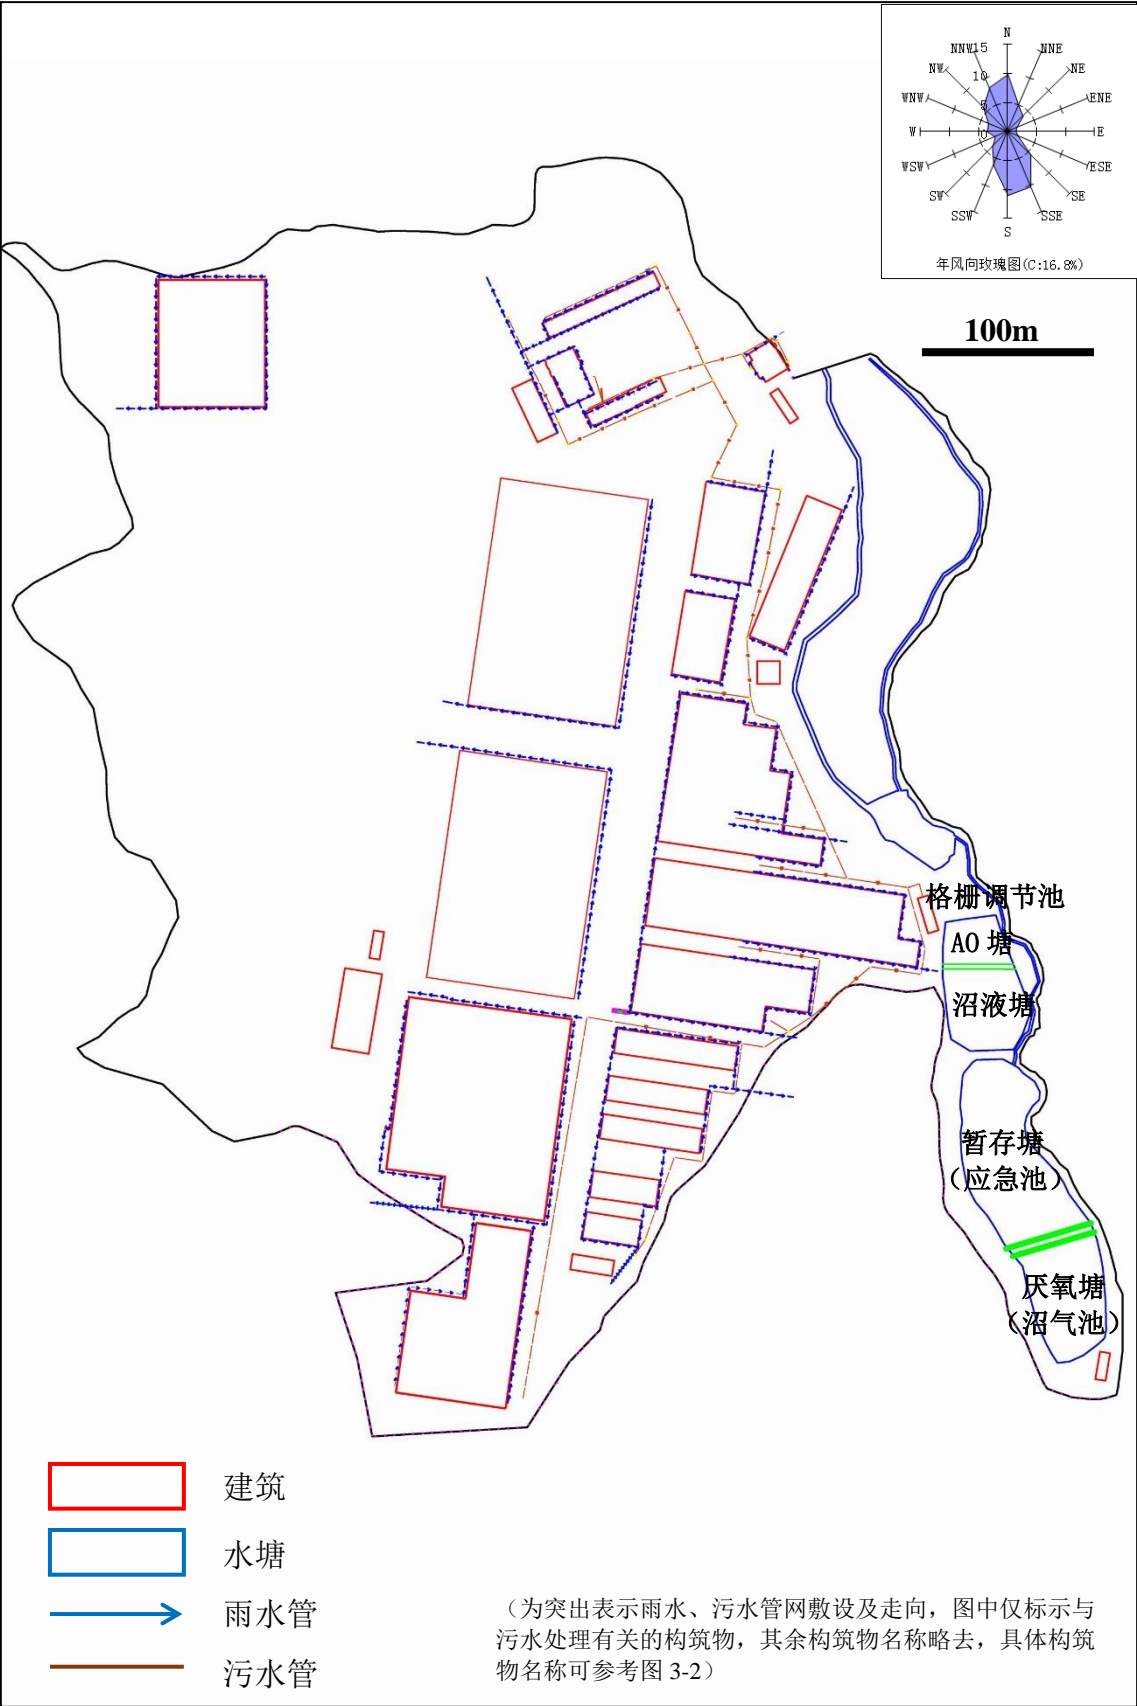 N
NNW
15
NNE
NW
10
NE
WNW
5
ENE
W
0
E
WSW
ESE
SW
SE
SSW
SSE
S
年风向玫瑰图(C:16.8%)
100m
格栅调节池
AO 塘
沼液塘
暂存塘
（应急池）
厌氧塘
（沼气池）
建筑
水塘
雨水管
污水管
（为突出表示雨水、污水管网敷设及走向，图中仅标示与
污水处理有关的构筑物，其余构筑物名称略去，具体构筑
物名称可参考图 3-2）